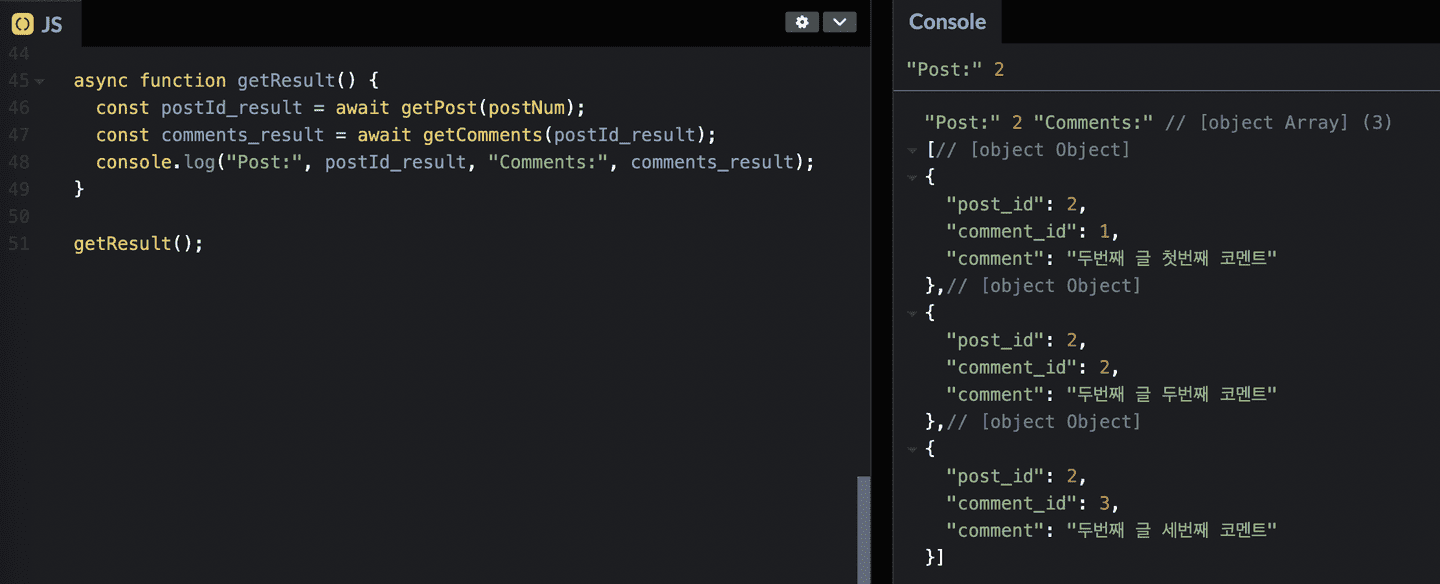 JS
44
45 async function getResult() {
46 const postId_result = await getPost(postNum);
47 const comments_result = await getComments(postId_result);
48 console.log("Post:", postId_result, "Comments:", comments_result);
49 }
50
51 getResult();
Console
"Post:" 2
"Post:" 2 "Comments:" // [object Array] (3)
[// [object Object]
{
"post_id": 2,
"comment_id": 1,
"comment": "두번째 글 첫번째 코멘트"
},// [object Object]
{
"post_id": 2,
"comment_id": 2,
"comment": "두번째 글 두번째 코멘트"
},// [object Object]
{
"post_id": 2,
"comment_id": 3,
"comment": "두번째 글 세번째 코멘트"
}]